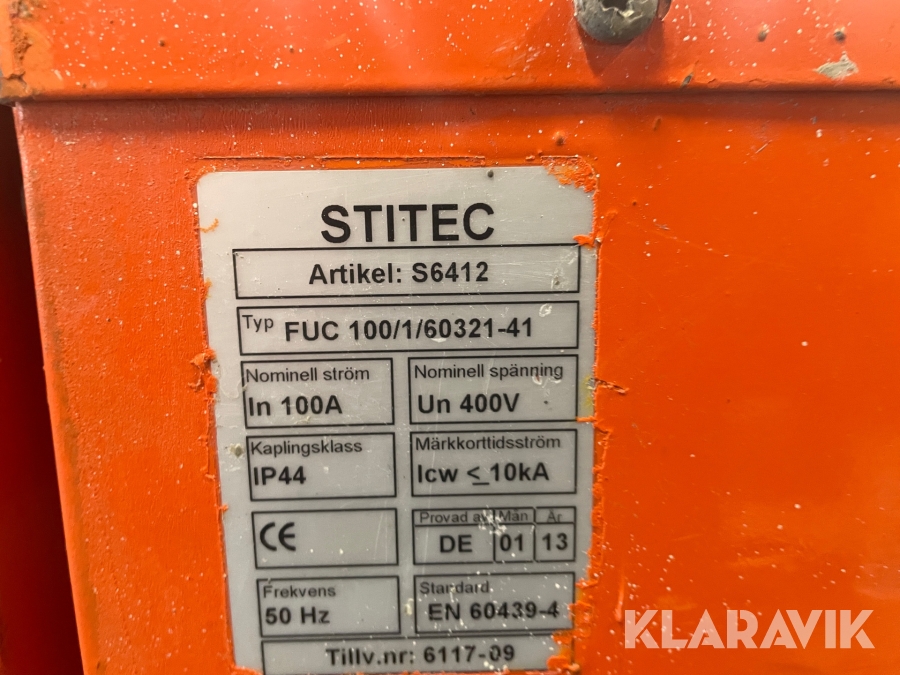 STITEC
Artikel: S6412
Typ FUC 100/1/60321-41
Nominell ström Nominell spänning
In 100A Un 400V
Kaplingsklass Märkkorttidsström
IP44 Icw ≤ 10kA
CE Provad av Mån År
DE 01 13
Frekvens Standard
50 Hz EN 60439-4
Tillv.nr: 6117-09
KLARAVIK